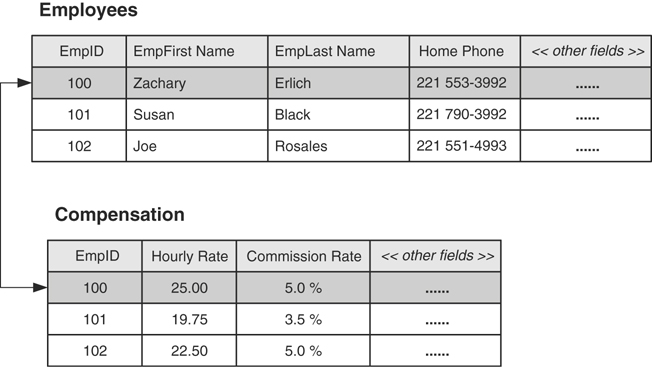 Employees
EmpID EmpFirst Name EmpLast Name Home Phone << other fields >>
100 Zachary Erlich 221 553-3992 ......
101 Susan Black 221 790-3992 ......
102 Joe Rosales 221 551-4993 ......
Compensation
EmpID Hourly Rate Commission Rate << other fields >>
100 25.00 5.0 % ......
101 19.75 3.5 % ......
102 22.50 5.0 % ......